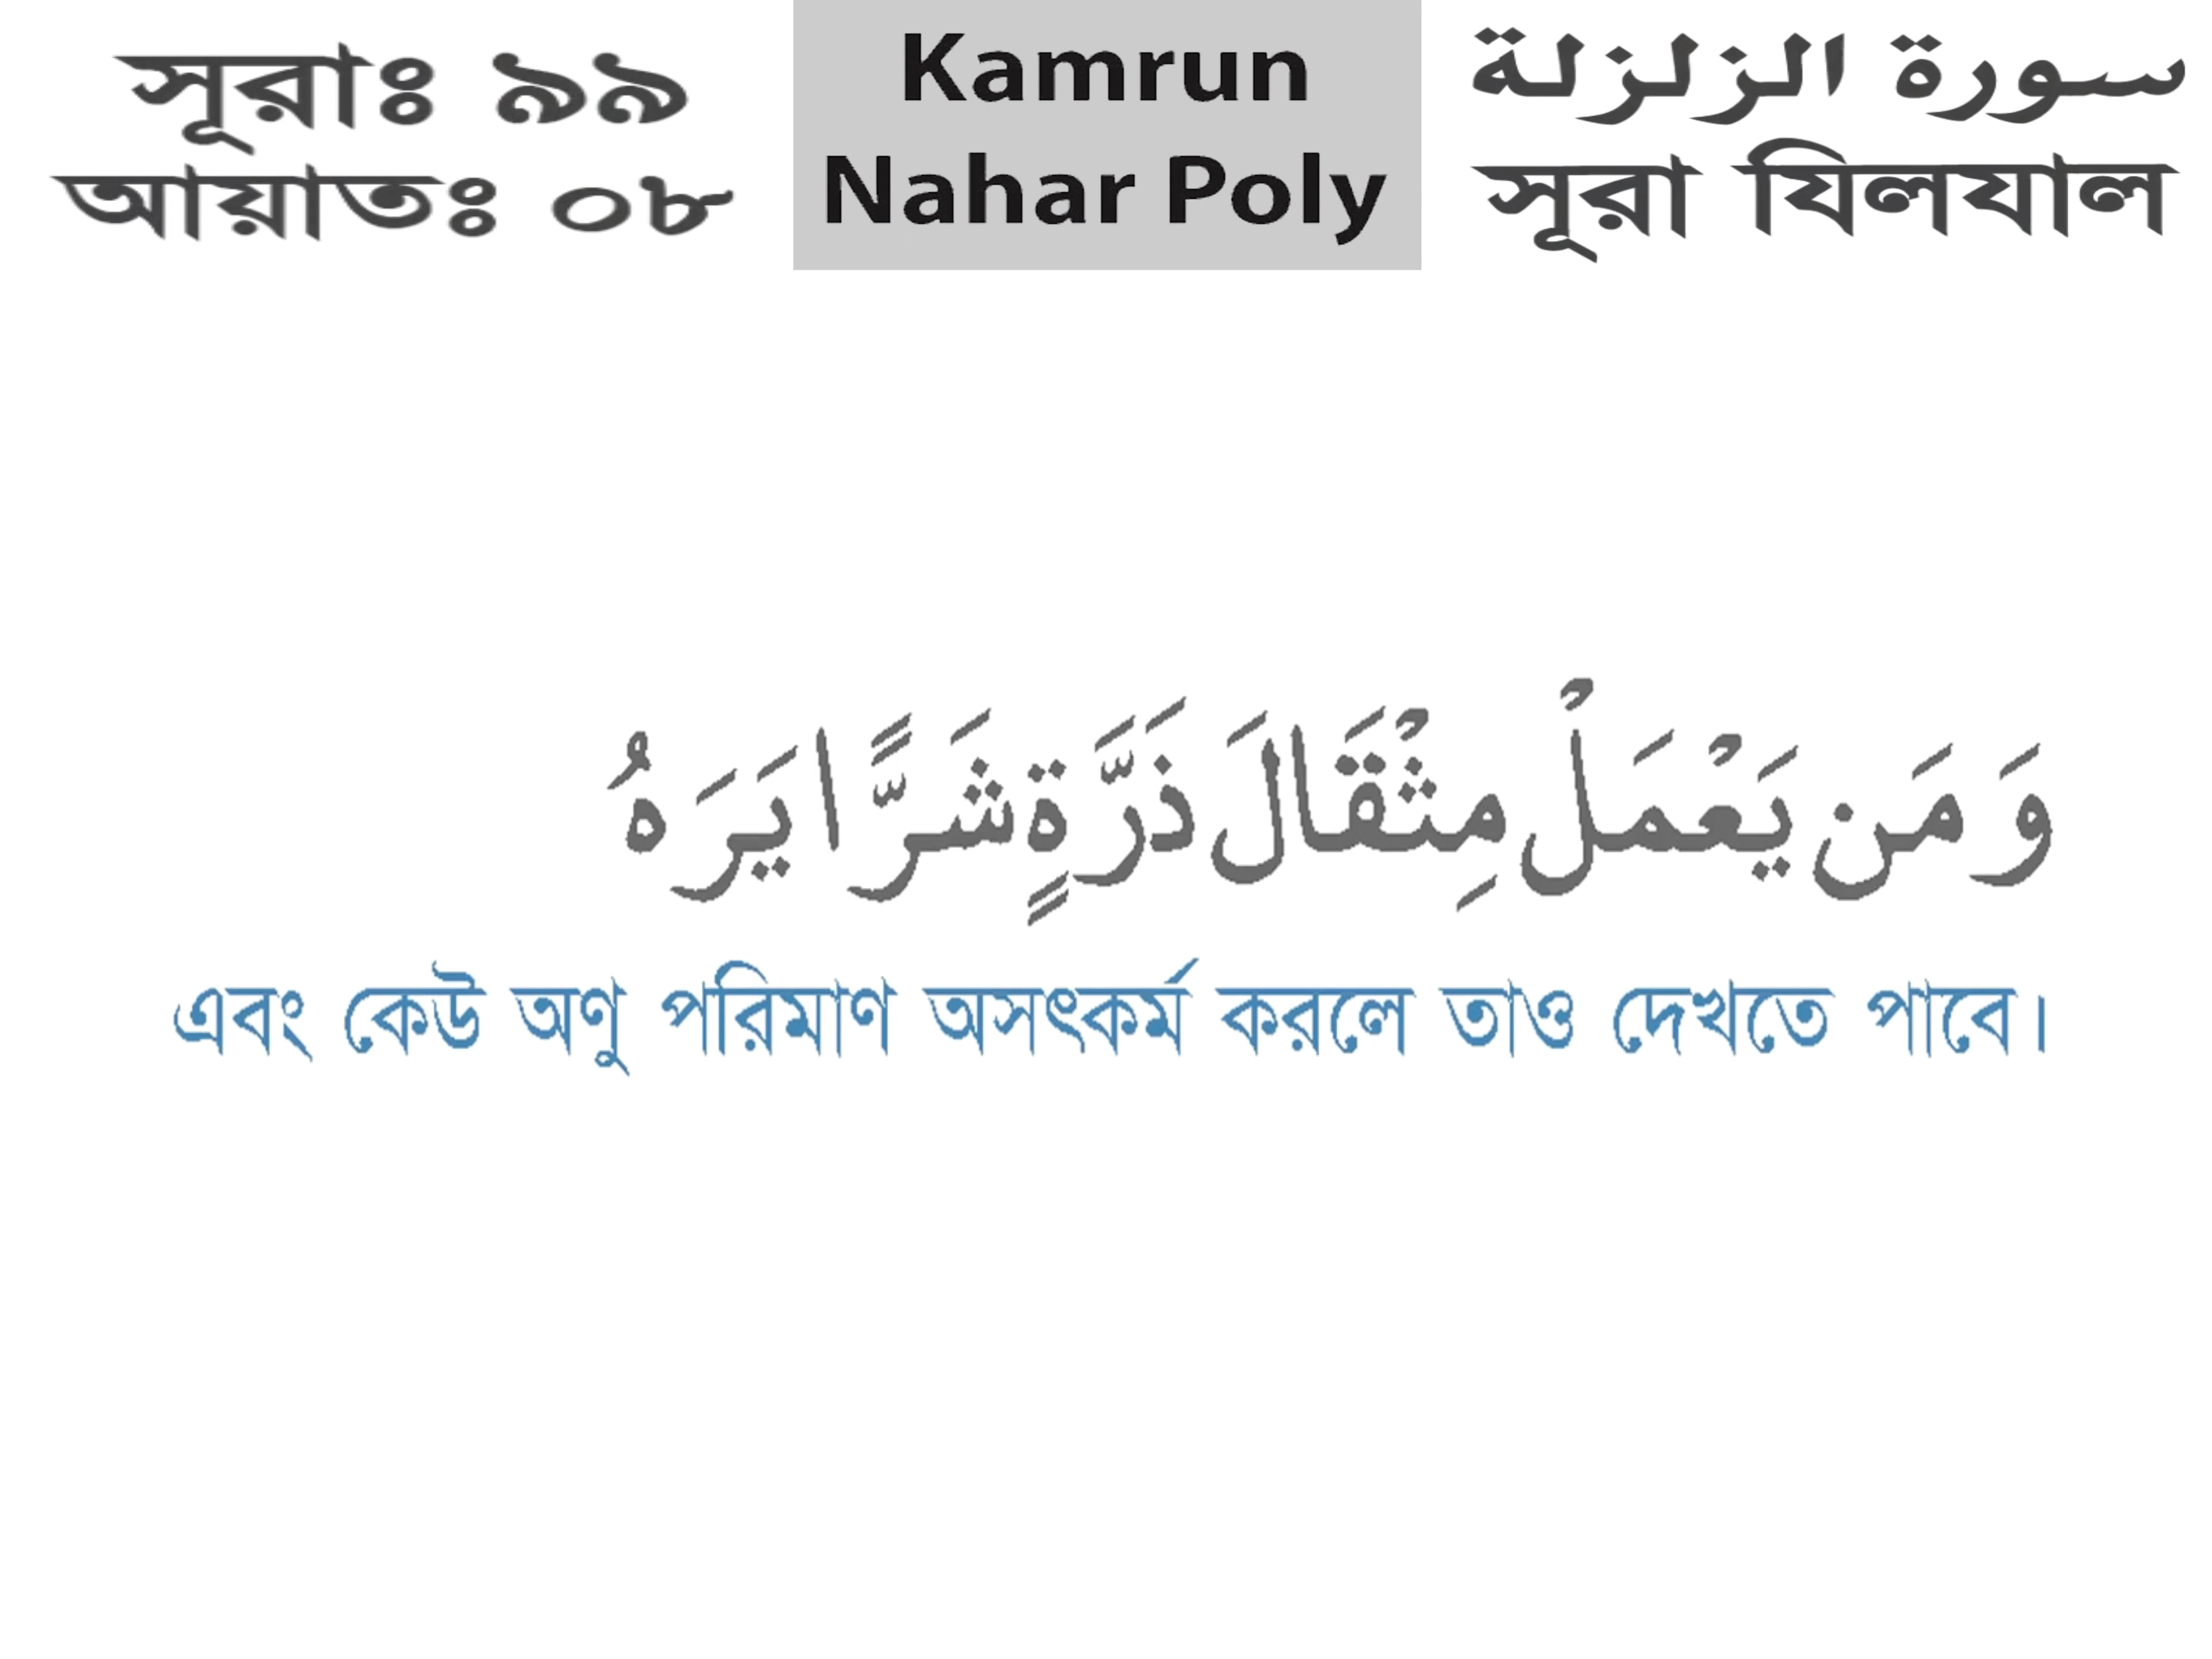 সূরাঃ ৯৯
আয়াতঃ ০৮
Kamrun
Nahar Poly
سورة الزلزلة
সূরা যিলযাল
وَمَن يَعْمَلْ مِثْقَالَ ذَرَّةٍ شَرًّا يَرَهُ
এবং কেউ অণু পরিমাণ অসৎকর্ম করলে তাও দেখতে পাবে।